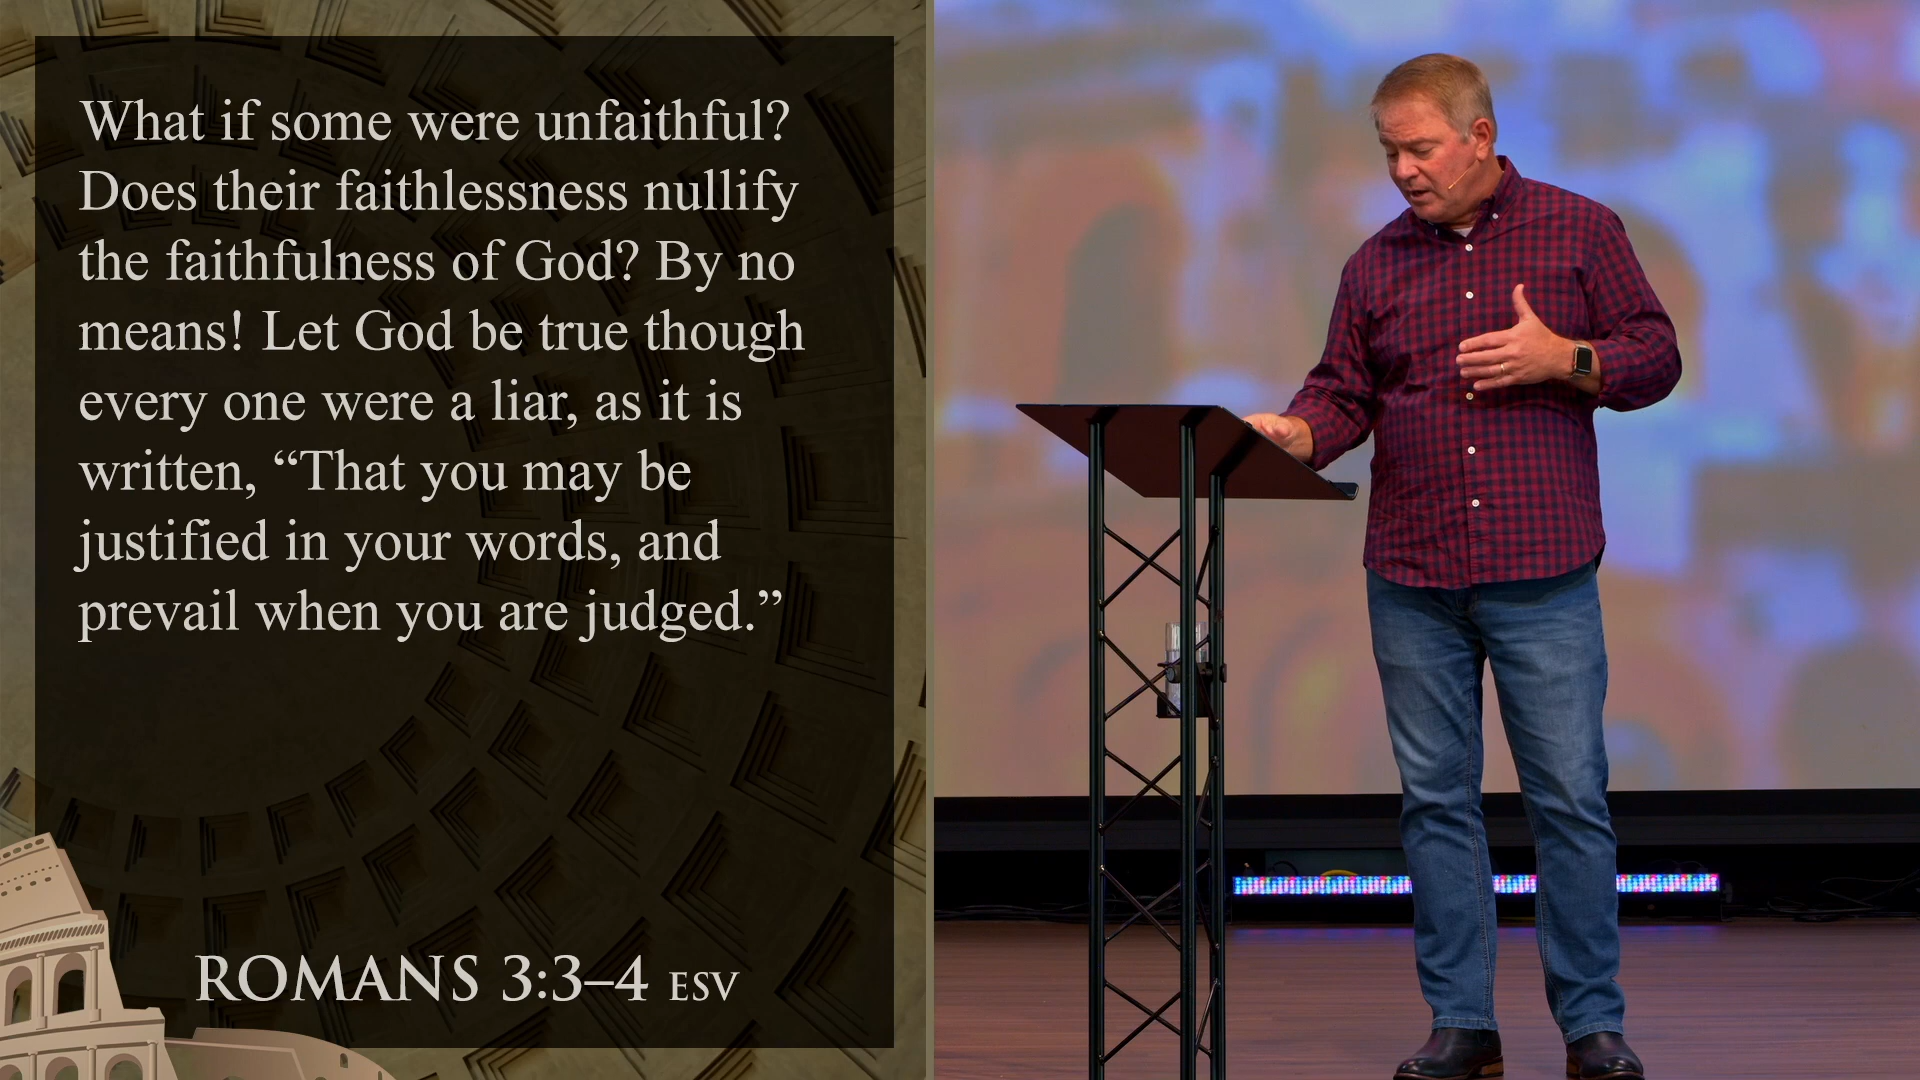 What if some were unfaithful?
Does their faithlessness nullify
the faithfulness of God? By no
means! Let God be true though
every one were a liar, as it is
written, “That you may be
justified in your words, and
prevail when you are judged.”
ROMANS 3:3–4 ESV